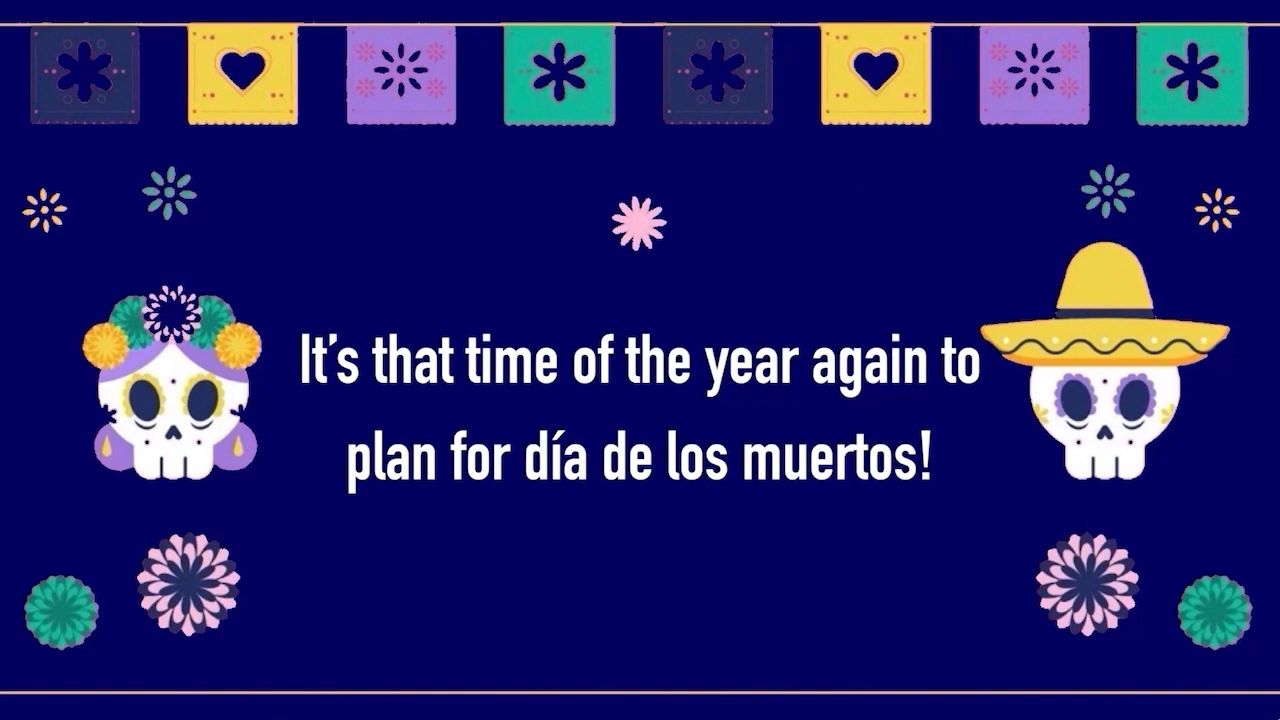 It’s that time of the year again to
plan for día de los muertos!